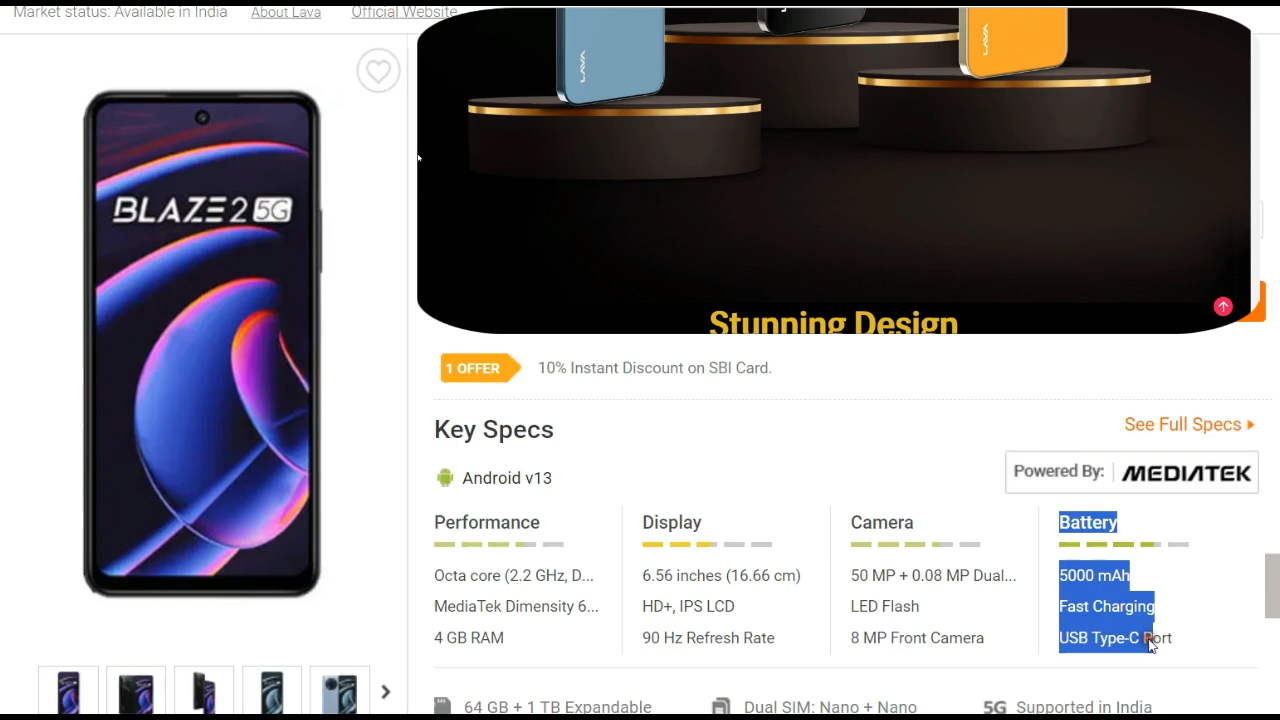 Market status: Available in India About Lava Official Website
LAVA
LAVA
BLAZE 2 5G
Stunning Design
1 OFFER 10% Instant Discount on SBI Card.
Key Specs
See Full Specs
Android v13
Powered By: MEDIATEK
Performance
Octa core (2.2 GHz, D...
MediaTek Dimensity 6...
4 GB RAM
Display
6.56 inches (16.66 cm)
HD+, IPS LCD
90 Hz Refresh Rate
Camera
50 MP + 0.08 MP Dual...
LED Flash
8 MP Front Camera
Battery
5000 mAh
Fast Charging
USB Type-C Port
64 GB + 1 TB Expandable
Dual SIM: Nano + Nano
5G Supported in India